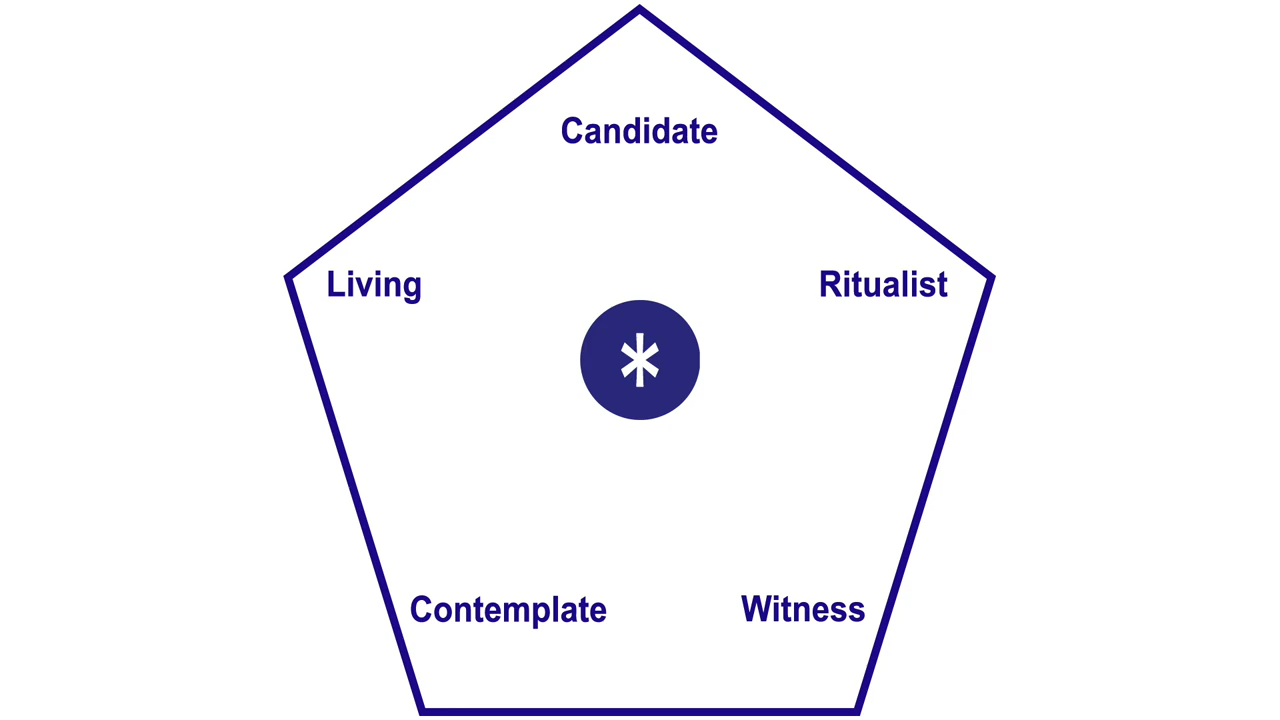 Candidate
Living
Ritualist
*
Contemplate
Witness